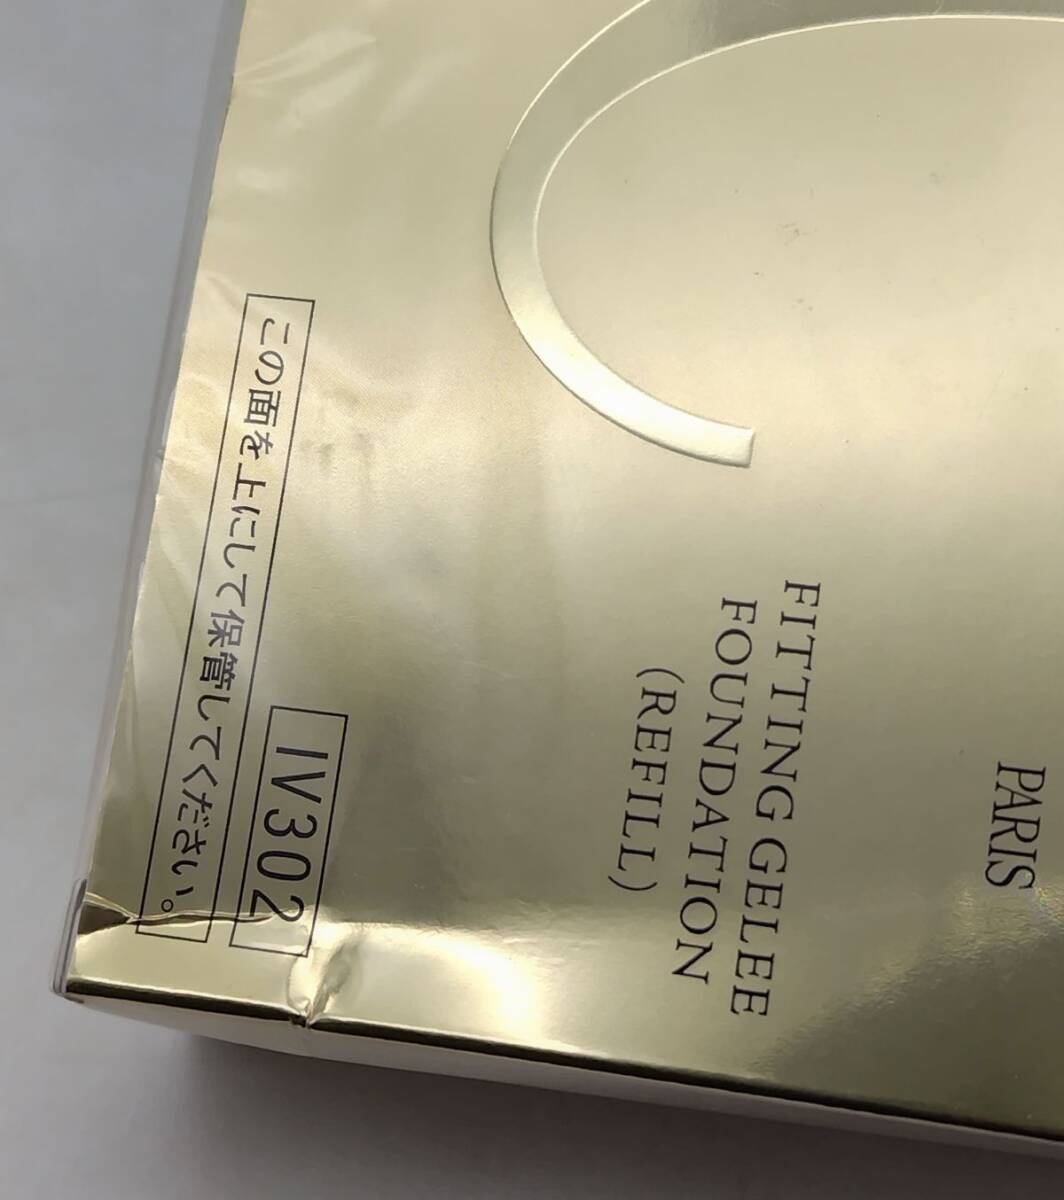 PARIS
FITTING GELEE
FOUNDATION
(REFILL)
IV302
この面を上にして保管してください。